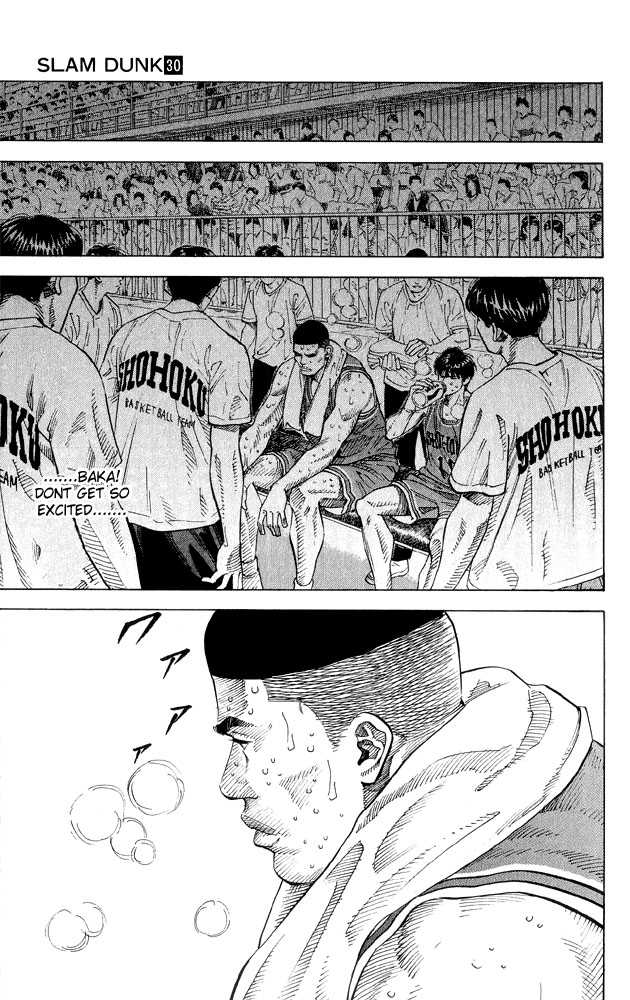 SLAM DUNK 30
SHOHOKU
BASKETBALL TEAM
OKU
TEAM
.......BAKA!
DONT GET SO
EXCITED.......
SHOHOKU
BASKETBALL TEAM
SHOHOKU
ワァァァ